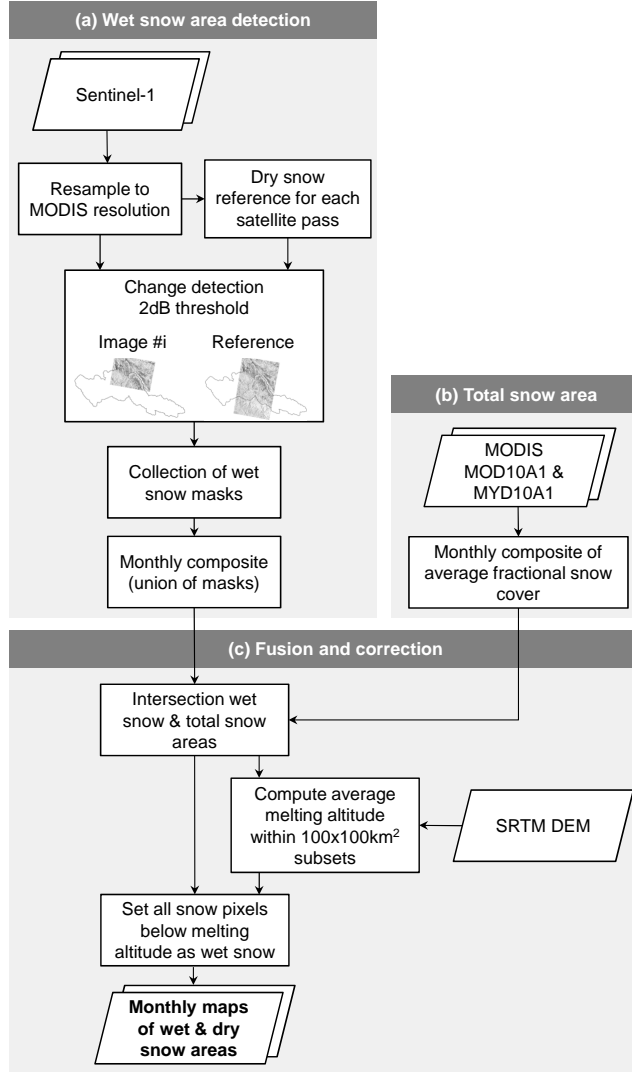 (a) Wet snow area detection
Sentinel-1
Resample to
MODIS resolution
Dry snow
reference for each
satellite pass
Change detection
2dB threshold
Image #i
Reference
Collection of wet
snow masks
Monthly composite
(union of masks)
(b) Total snow area
MODIS
MOD10A1 &
MYD10A1
Monthly composite of
average fractional snow
cover
(c) Fusion and correction
Intersection wet
snow & total snow
areas
Compute average
melting altitude
within 100x100km²
subsets
SRTM DEM
Set all snow pixels
below melting
altitude as wet snow
Monthly maps
of wet & dry
snow areas